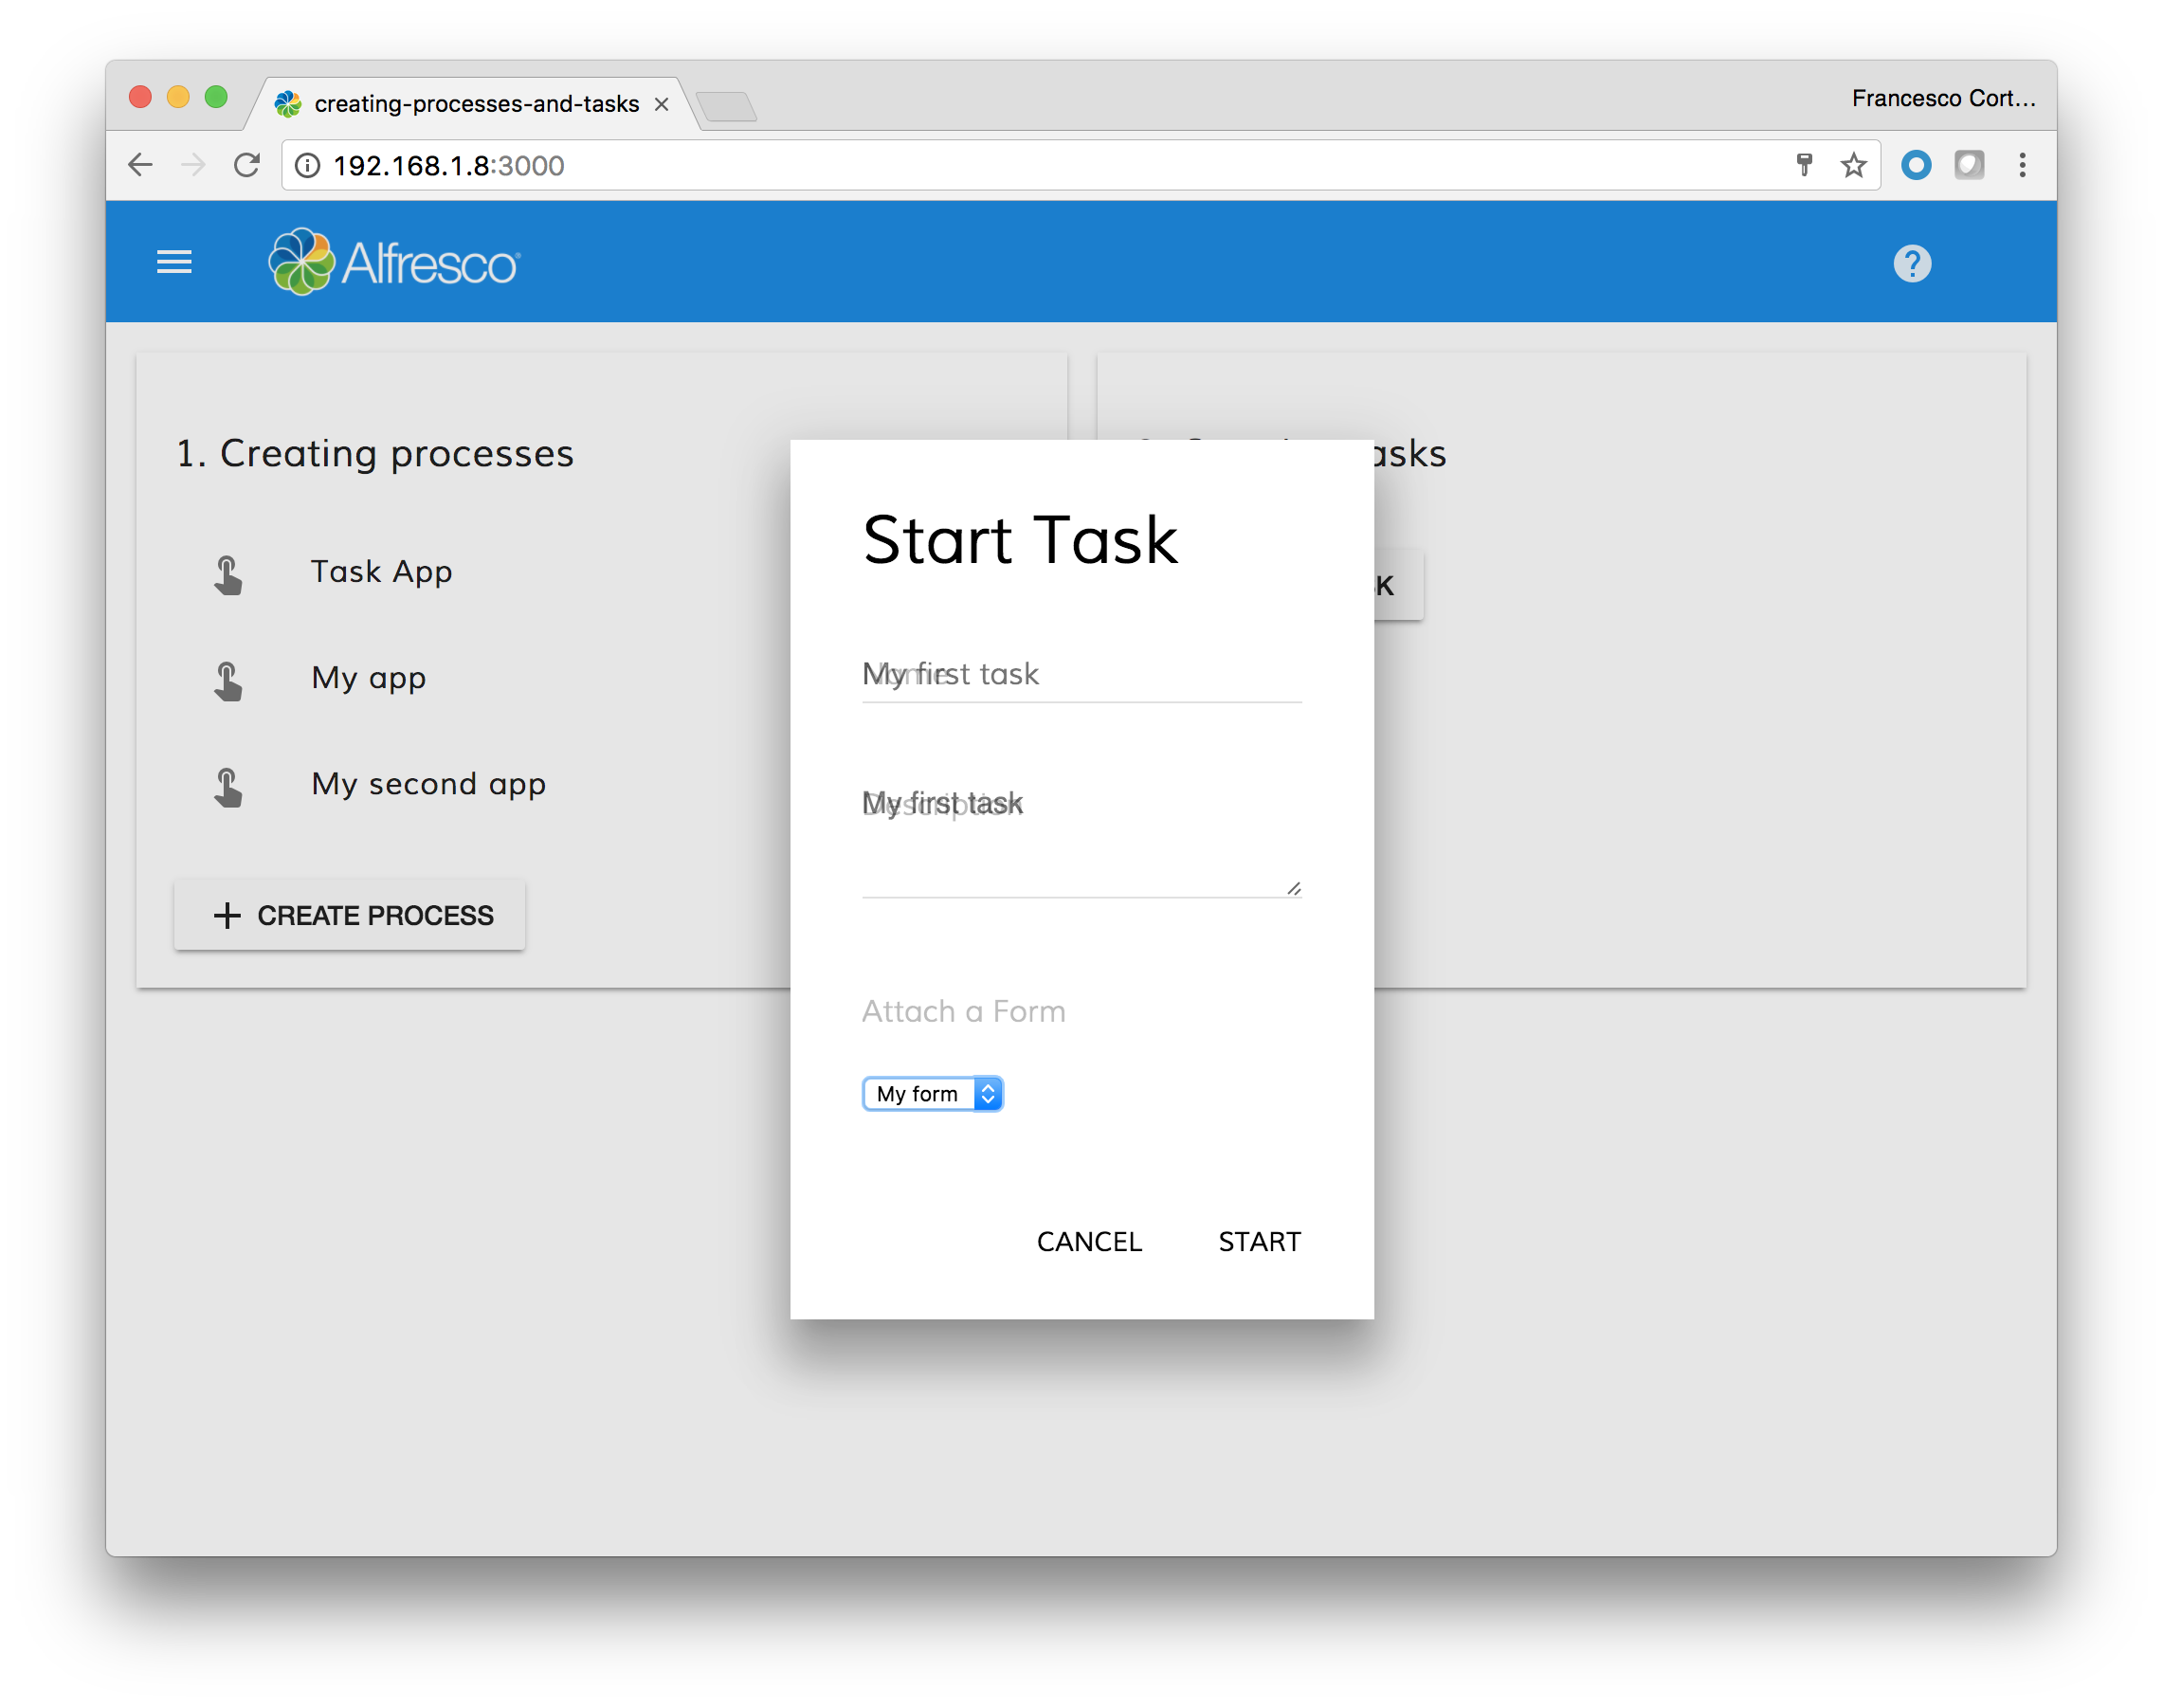 creating-processes-and-tasks
Francesco Cort...
192.168.1.8:3000
Alfresco
?
1. Creating processes
asks
Task App
K
My app
My second app
+ CREATE PROCESS
Start Task
Name
My first task
Description
My first task
Attach a Form
My form
CANCEL START